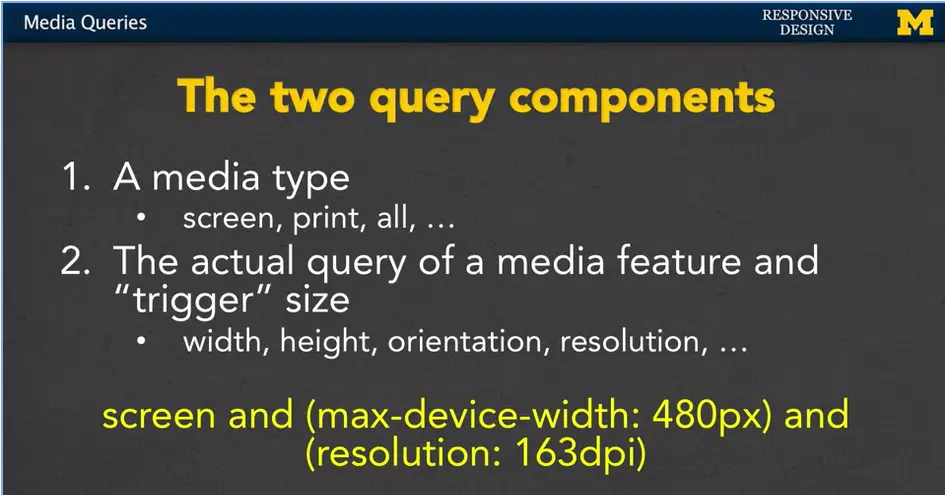 Media Queries
RESPONSIVE
DESIGN
M
The two query components
1. A media type
• screen, print, all, …
2. The actual query of a media feature and
“trigger” size
• width, height, orientation, resolution, …
screen and (max-device-width: 480px) and
(resolution: 163dpi)